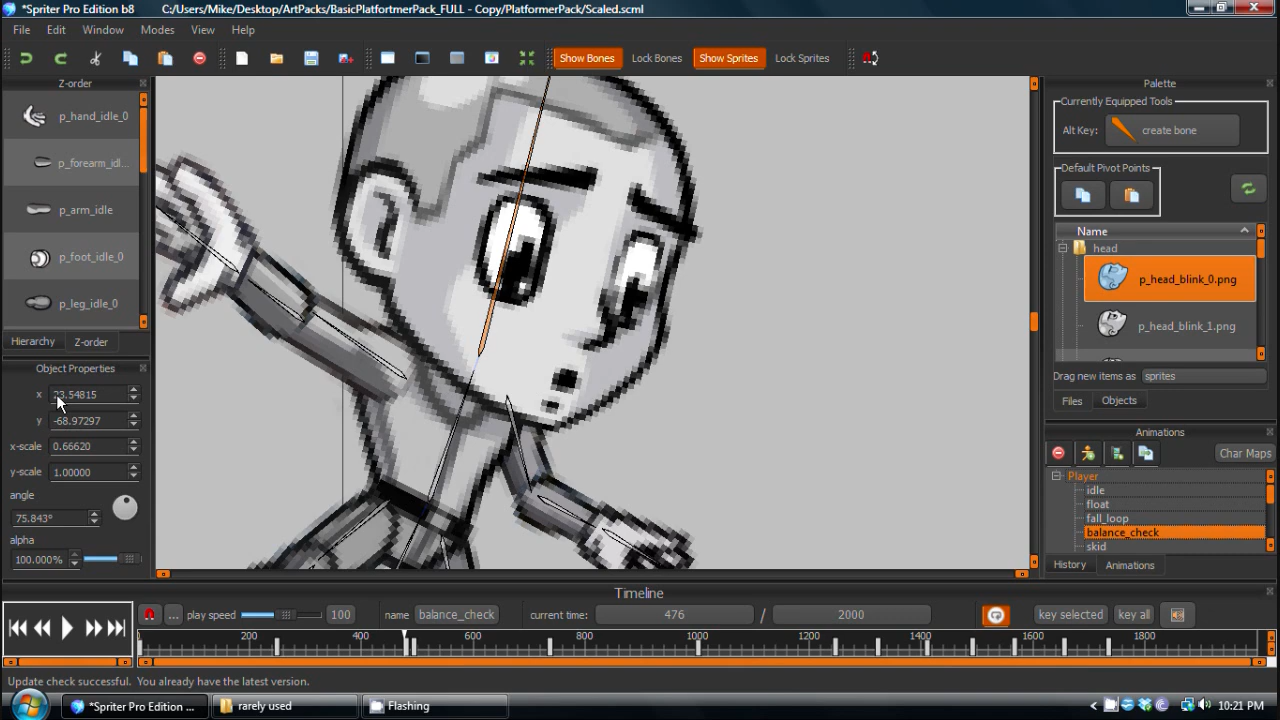 *Spriter Pro Edition b8 C:/Users/Mike/Desktop/ArtPacks/BasicPlatfortmerPack_FULL - Copy/PlatformerPack/Scaled.scml
File Edit Window Modes View Help
Show Bones Lock Bones Show Sprites Lock Sprites
Z-order
p_hand_idle_0
p_forearm_idl...
p_arm_idle
p_foot_idle_0
p_leg_idle_0
Hierarchy Z-order
Object Properties
x 23.54815
y -68.97297
x-scale 0.66620
y-scale 1.00000
angle
75.843°
alpha
100.000%
Palette
Currently Equipped Tools
Alt Key: create bone
Default Pivot Points
Name
head
p_head_blink_0.png
p_head_blink_1.png
Drag new items as sprites
Files Objects
Animations
Char Maps
Player
idle
float
fall_loop
balance_check
skid
History Animations
Timeline
... play speed 100 name balance_check current time: 476 / 2000 key selected key all
200 400 600 800 1000 1200 1400 1600 1800
Update check successful. You already have the latest version.
*Spriter Pro Edition ... rarely used Flashing 10:21 PM